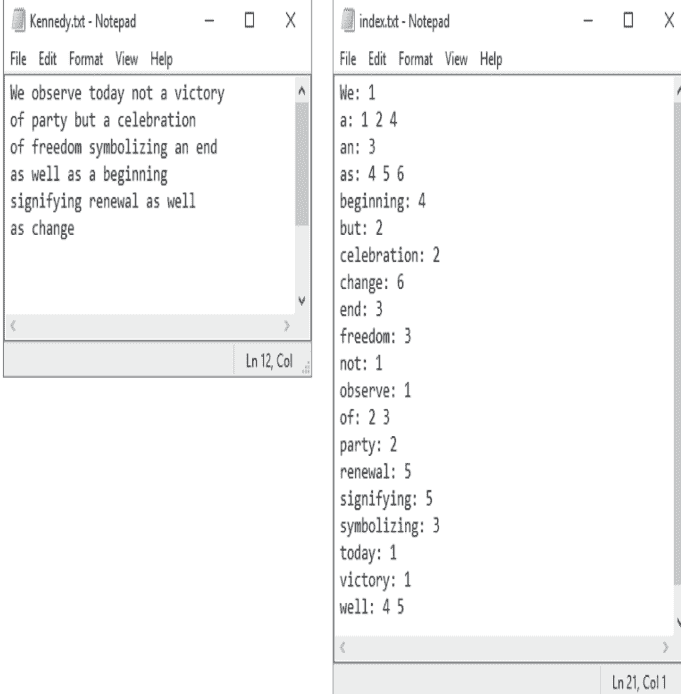 Kennedy.txt - Notepad
File Edit Format View Help
We observe today not a victory
of party but a celebration
of freedom symbolizing an end
as well as a beginning
signifying renewal as well
as change
Ln 12, Col
index.txt - Notepad
File Edit Format View Help
We: 1
a: 1 2 4
an: 3
as: 4 5 6
beginning: 4
but: 2
celebration: 2
change: 6
end: 3
freedom: 3
not: 1
observe: 1
of: 2 3
party: 2
renewal: 5
signifying: 5
symbolizing: 3
today: 1
victory: 1
well: 4 5
Ln 21, Col 1